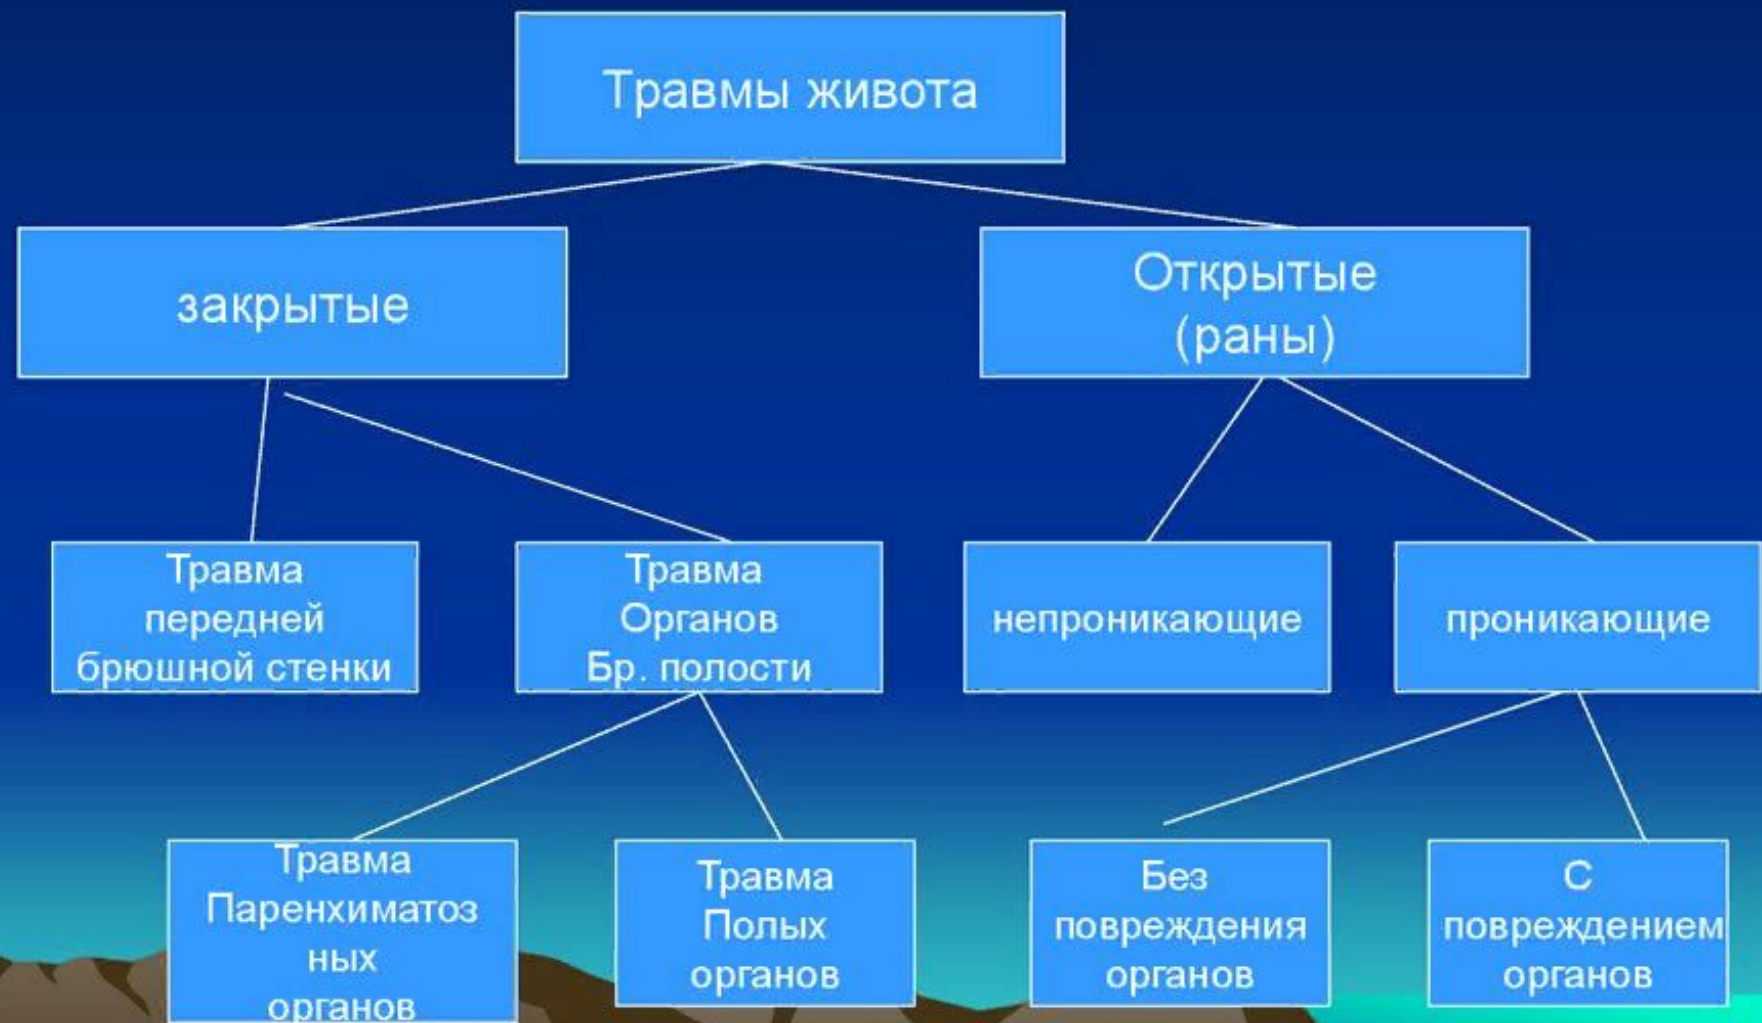 Травмы живота
закрытые
Открытые
(раны)
Травма
передней
брюшной стенки
Травма
Органов
Бр. полости
непроникающие
проникающие
Травма
Паренхиматоз
ных
органов
Травма
Полых
органов
Без
повреждения
органов
С
повреждением
органов